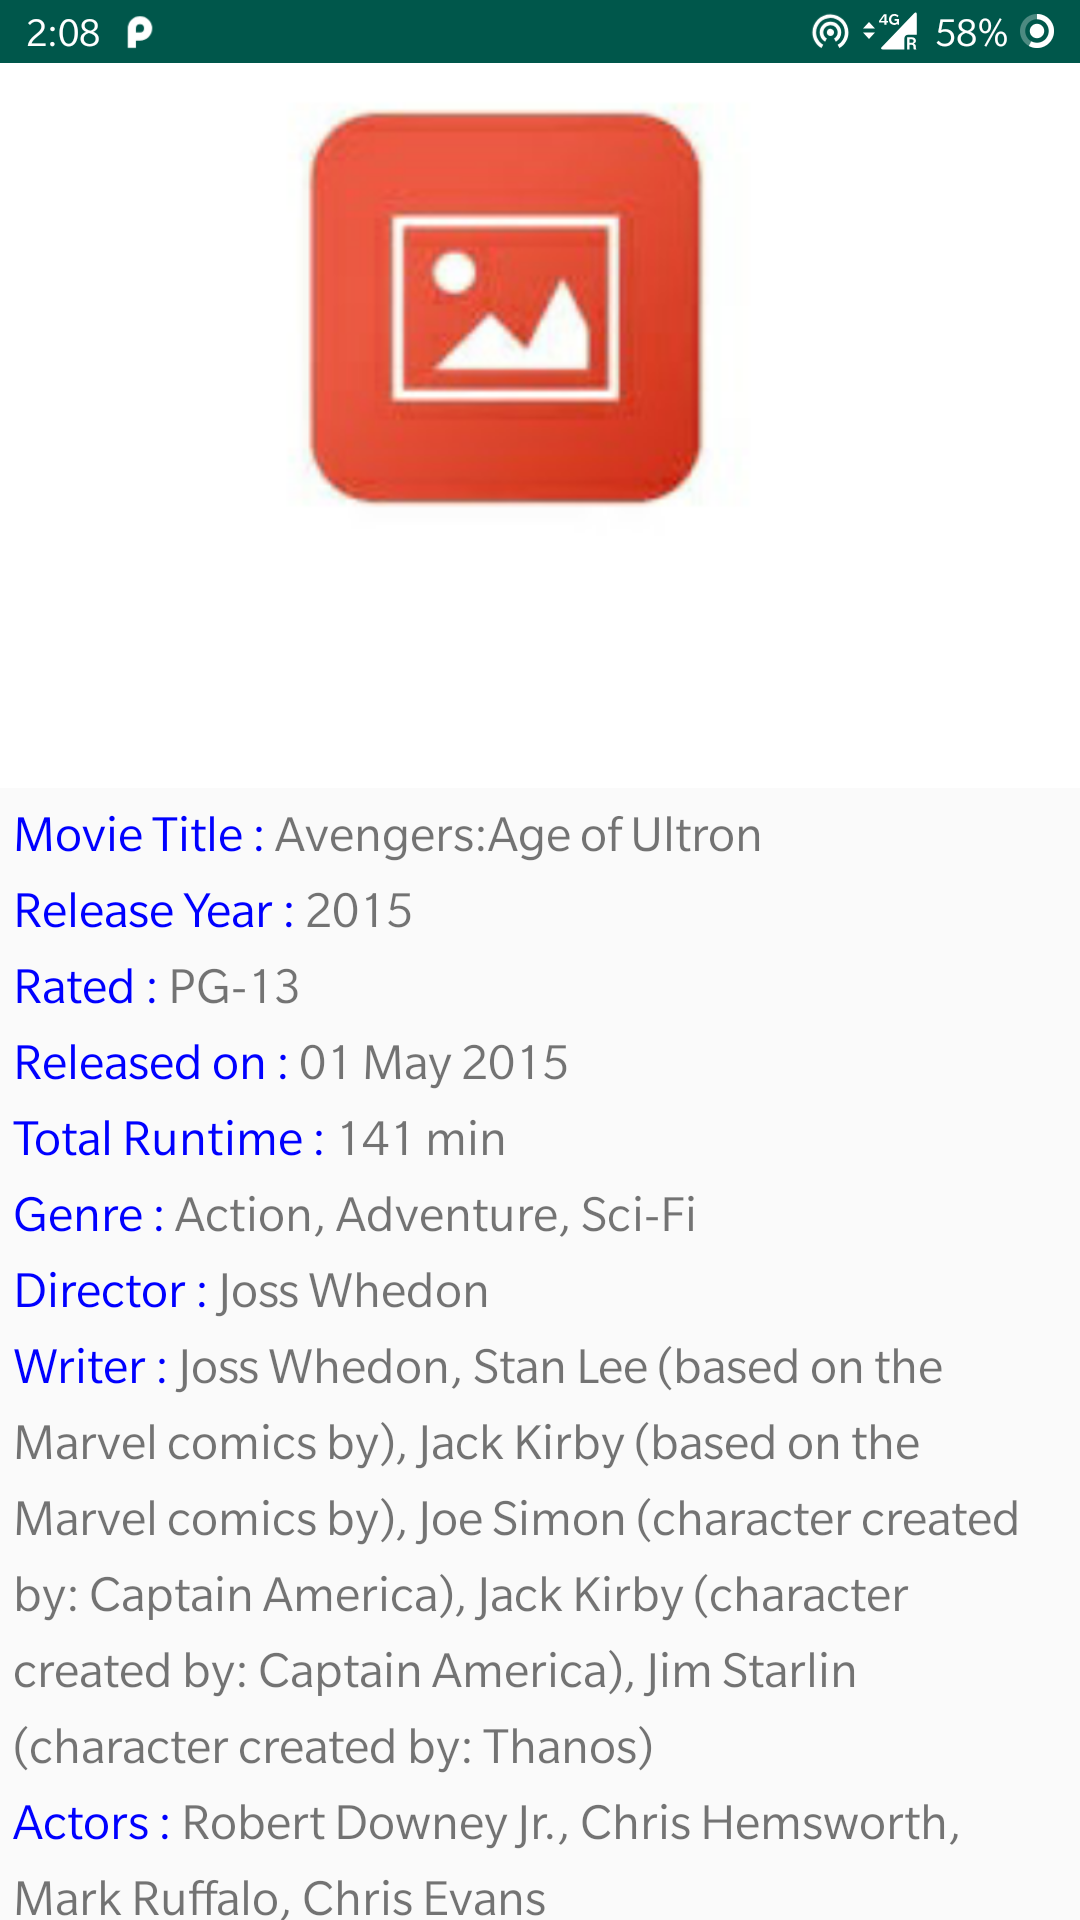 2:08
4G
R
58%
Movie Title : Avengers:Age of Ultron
Release Year : 2015
Rated : PG-13
Released on : 01 May 2015
Total Runtime : 141 min
Genre : Action, Adventure, Sci-Fi
Director : Joss Whedon
Writer : Joss Whedon, Stan Lee (based on the
Marvel comics by), Jack Kirby (based on the
Marvel comics by), Joe Simon (character created
by: Captain America), Jack Kirby (character
created by: Captain America), Jim Starlin
(character created by: Thanos)
Actors : Robert Downey Jr., Chris Hemsworth,
Mark Ruffalo, Chris Evans